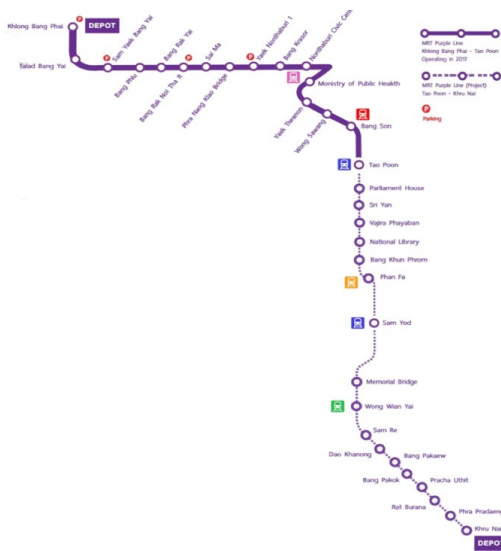 Khlong Bang Phai
DEPOT
P
Talad Bang Yai
P
Sam Yaek Bang Yai
Bang Phlu
Bang Rak Yai
P
Bang Rak Noi Tha It
Sai Ma
Phra Nang Klao Bridge
P
Yaek Nonthaburi 1
Bang Krasor
Nonthaburi Civic Cen.
Ministry of Public Health
Yaek Tiwanon
Wong Sawang
Bang Son
Tao Poon
Parliament House
Sri Yan
Vajira Phayaban
National Library
Bang Khun Phrom
Phan Fa
Sam Yod
Memorial Bridge
Wong Wian Yai
Sam Re
Dao Khanong
Bang Pakaew
Bang Pakok
Pracha Uthit
Rat Burana
Phra Pradaen
Khru Na
DEPOT
MRT Purple Line
Khlong Bang Phai - Tao Poon
Operating in 2017
MRT Purple Line (Project)
Tao Poon - Khru Nai
P
Parking